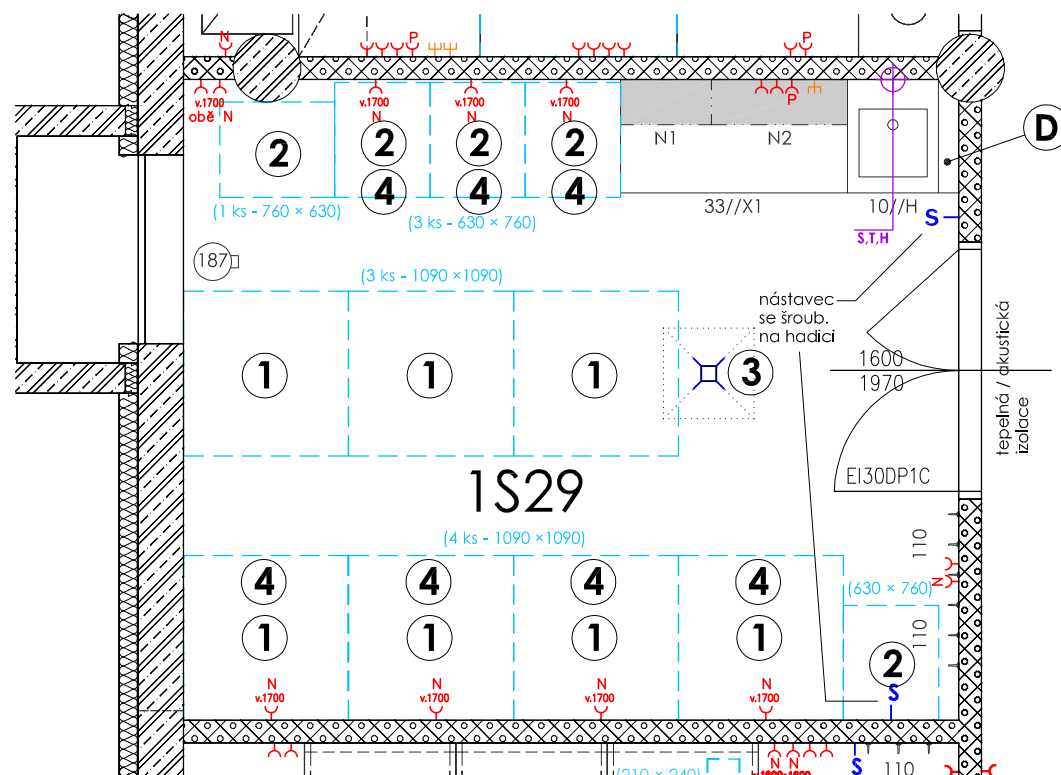 N
P
P
v.1700
obě N
v.1700
N
v.1700
N
v.1700
N
P
2
2
2
2
4
4
4
N1
N2
D
(1 ks - 760 × 630)
(3 ks - 630 × 760)
33//X1
10//H
S
S,T,H
187
(3 ks - 1090 ×1090)
nástavec
se šroub.
na hadici
1
1
1
3
1600
1970
tepelná / akustická
izolace
EI30DP1C
1S29
(4 ks - 1090 ×1090)
110
(630 × 760)
N
4
4
4
4
1
1
1
1
110
2
N
v.1700
N
v.1700
N
v.1700
N
v.1700
S
N
N
S
110
(210 × 240)